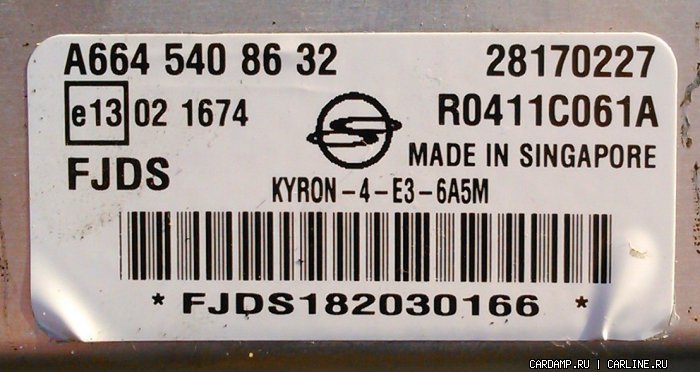 A664 540 86 32 28170227
e13 02 1674 R0411C061A
FJDS MADE IN SINGAPORE
KYRON-4-E3-6A5M
* FJDS182030166 *
CARDAMP.RU | CARLINE.RU